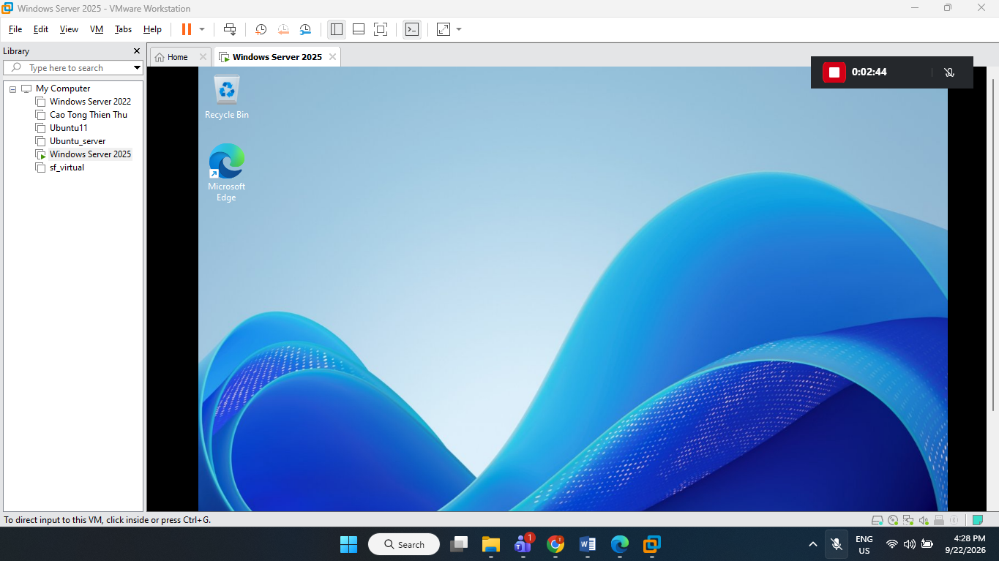 Windows Server 2025 - VMware Workstation
File Edit View VM Tabs Help
Library
Type here to search
Home
Windows Server 2025
0:02:44
My Computer
Windows Server 2022
Cao Tong Thien Thu
Ubuntu11
Ubuntu_server
Windows Server 2025
sf_virtual
Recycle Bin
Microsoft
Edge
To direct input to this VM, click inside or press Ctrl+G.
Search
1
ENG
US
4:28 PM
9/22/2026